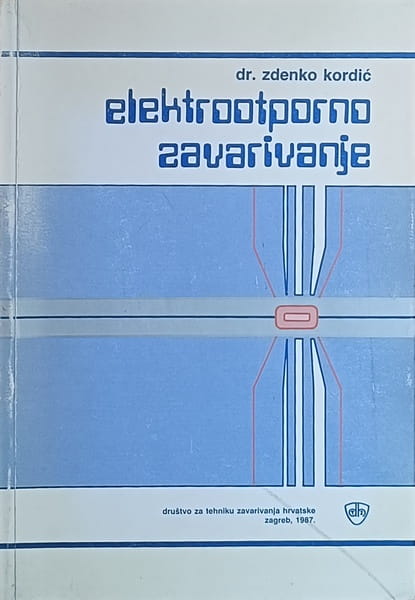 dr. zdenko kordić
elektrootporno
zavarivanje
društvo za tehniku zavarivanja hrvatske
zagreb, 1987.